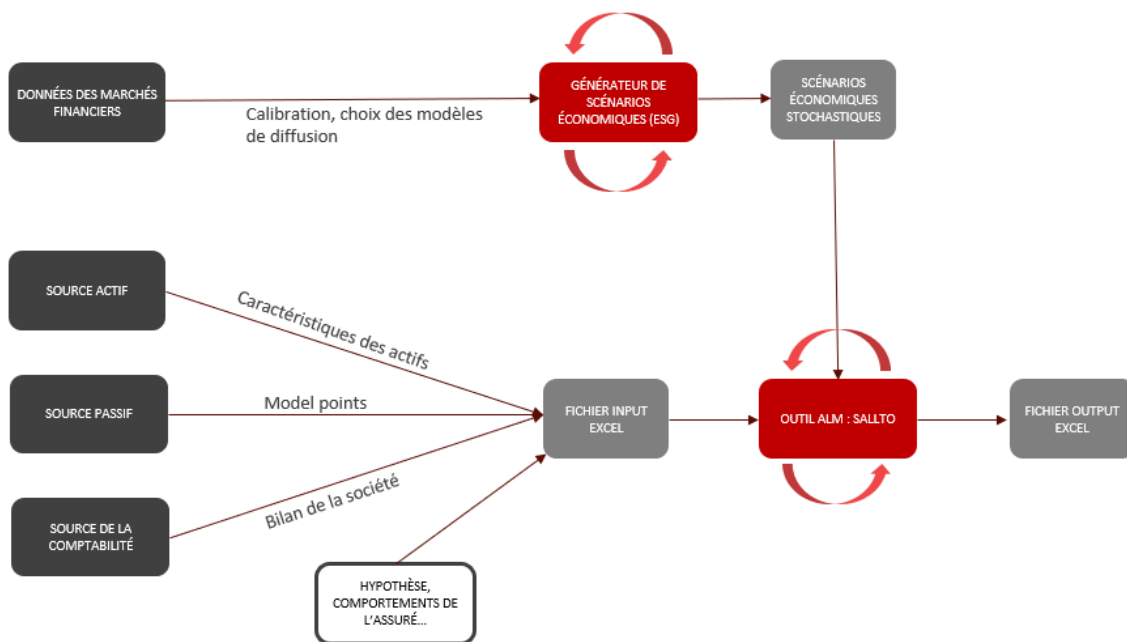 DONNÉES DES MARCHÉS
FINANCIERS
Calibration, choix des modèles
de diffusion
GÉNÉRATEUR DE
SCÉNARIOS
ÉCONOMIQUES (ESG)
SCÉNARIOS
ÉCONOMIQUES
STOCHASTIQUES
SOURCE ACTIF
Caractéristiques des actifs
SOURCE PASSIF
Model points
FICHIER INPUT
EXCEL
OUTIL ALM : SALLTO
FICHIER OUTPUT
EXCEL
SOURCE DE LA
COMPTABILITÉ
Bilan de la société
HYPOTHÈSE,
COMPORTEMENTS DE
L'ASSURÉ...